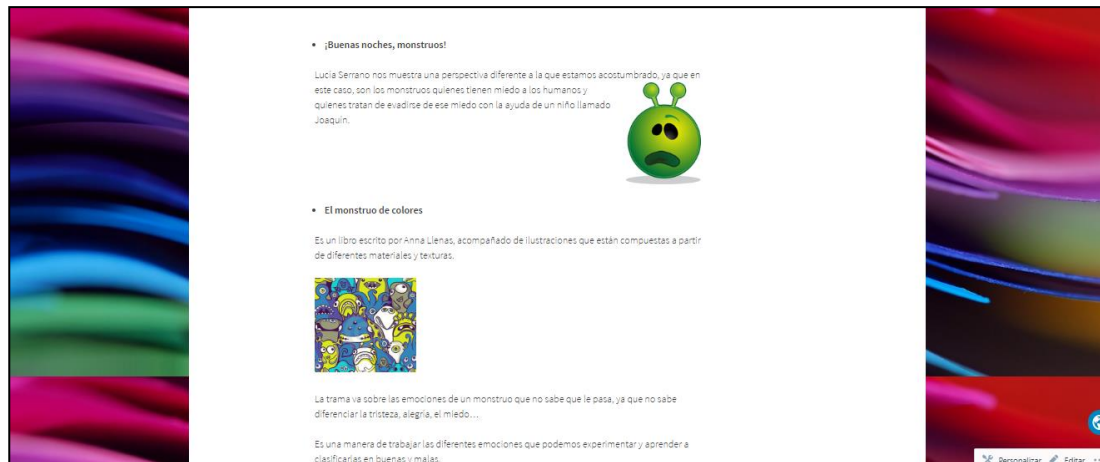 • ¡Buenas noches, monstruos!
Lucía Serrano nos muestra una perspectiva diferente a la que estamos acostumbrado, ya que en
este caso, son los monstruos quienes tienen miedo a los humanos y
quienes tratan de evadirse de ese miedo con la ayuda de un niño llamado
Joaquín.
• El monstruo de colores
Es un libro escrito por Anna Llenas, acompañado de ilustraciones que están compuestas a partir
de diferentes materiales y texturas.
La trama va sobre las emociones de un monstruo que no sabe que le pasa, ya que no sabe
diferenciar la tristeza, alegría, el miedo…
Es una manera de trabajar las diferentes emociones que podemos experimentar y aprender a
clasificarlas en buenas y malas.
Personalizar Editar